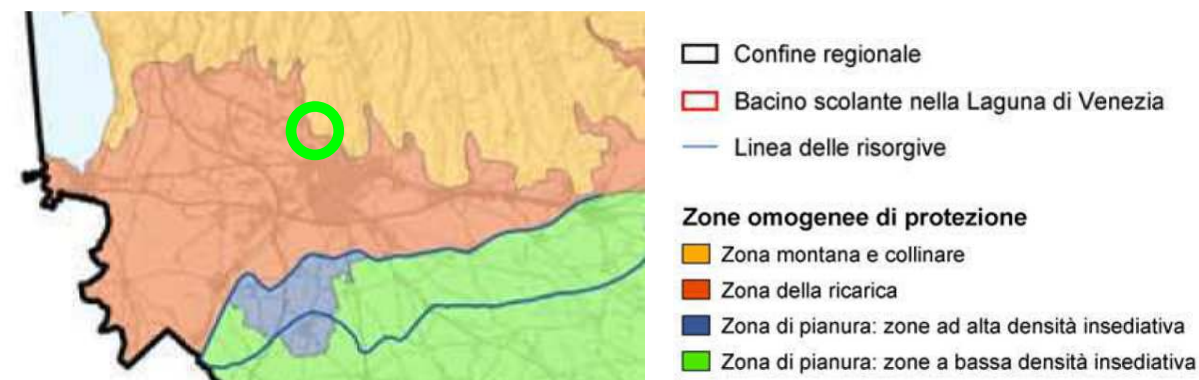 Confine regionale
Bacino scolante nella Laguna di Venezia
Linea delle risorgive
Zone omogenee di protezione
Zona montana e collinare
Zona della ricarica
Zona di pianura: zone ad alta densità insediativa
Zona di pianura: zone a bassa densità insediativa